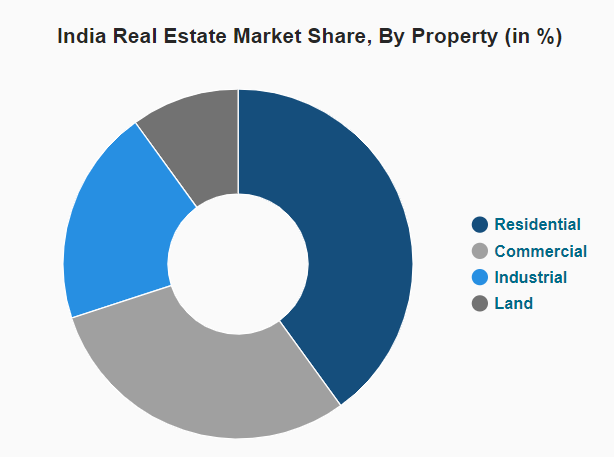 India Real Estate Market Share, By Property (in %)
Residential
Commercial
Industrial
Land